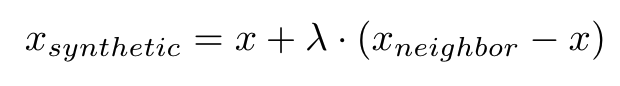 x_{synthetic} = x + λ · (x_{neighbor} − x)